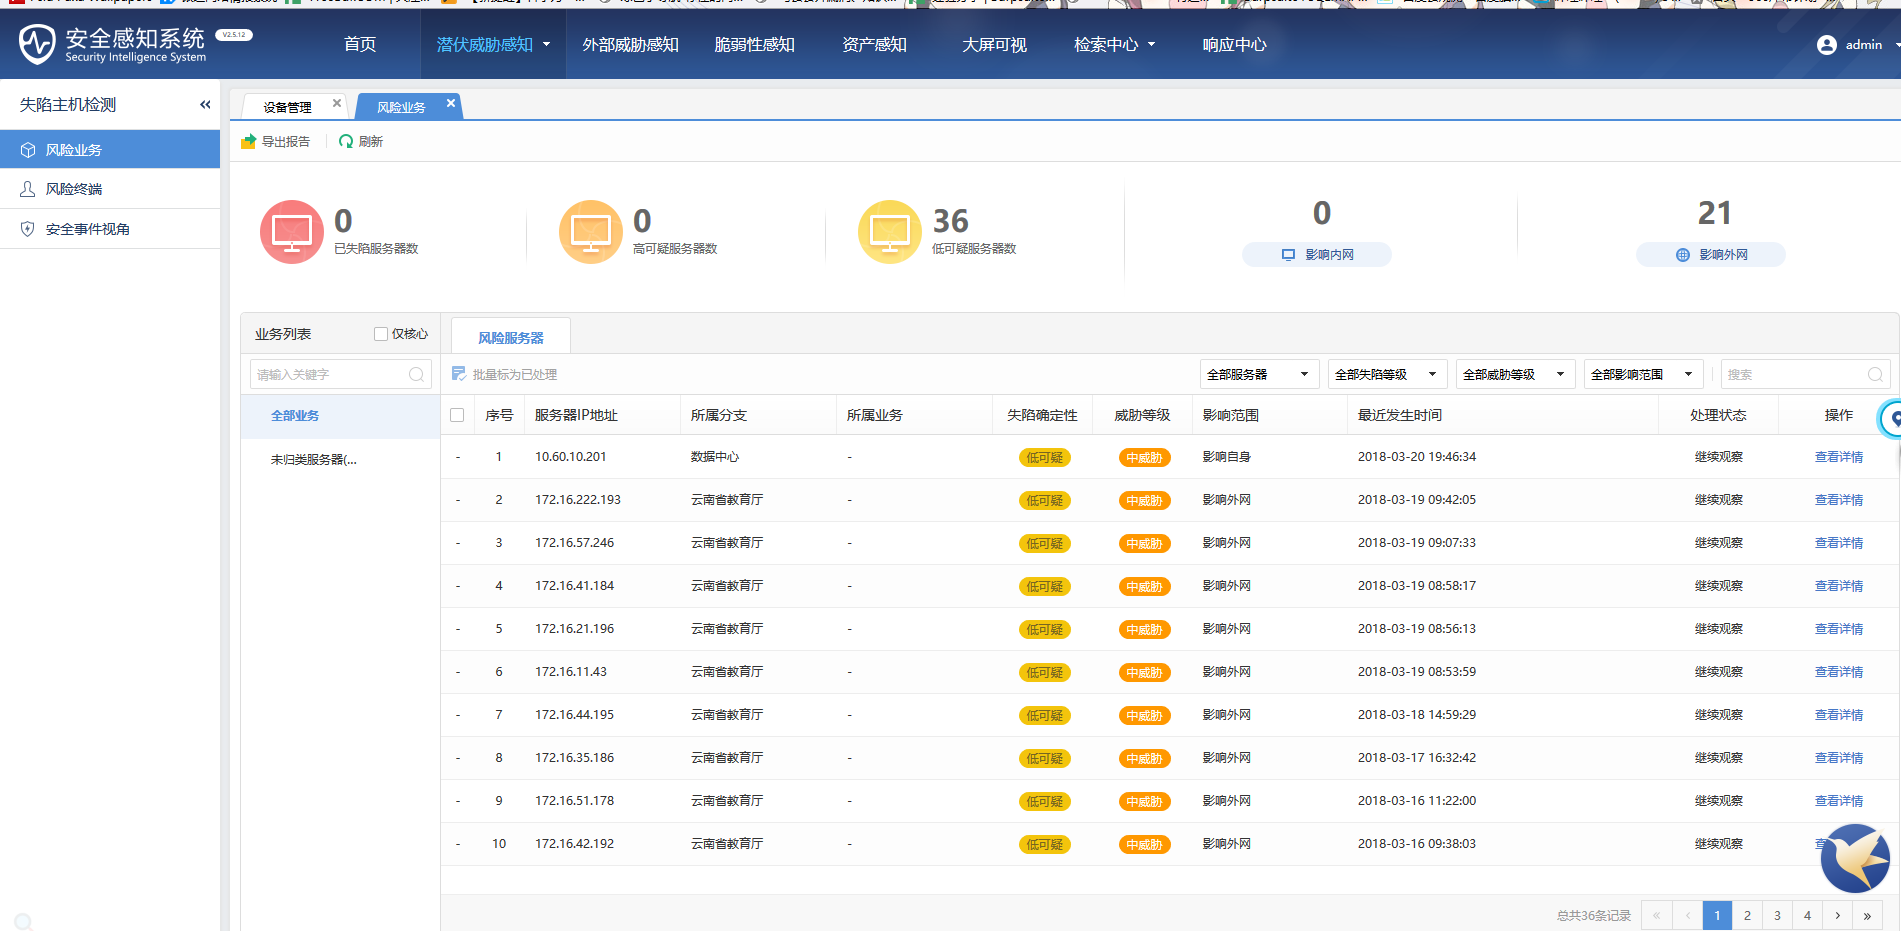 安全感知系统 V2.5.12
Security Intelligence System
首页 潜伏威胁感知 外部威胁感知 脆弱性感知 资产感知 大屏可视 检索中心 响应中心 admin
失陷主机检测
风险业务
风险终端
安全事件视角
设备管理 风险业务
导出报告 刷新
0
已失陷服务器数
0
高可疑服务器数
36
低可疑服务器数
0
影响内网
21
影响外网
业务列表 仅核心
请输入关键字
全部业务
未归类服务器(...
风险服务器
批量标为已处理 全部服务器 全部失陷等级 全部威胁等级 全部影响范围 搜索
序号 服务器IP地址 所属分支 所属业务 失陷确定性 威胁等级 影响范围 最近发生时间 处理状态 操作
- 1 10.60.10.201 数据中心 - 低可疑 中威胁 影响自身 2018-03-20 19:46:34 继续观察 查看详情
- 2 172.16.222.193 云南省教育厅 - 低可疑 中威胁 影响外网 2018-03-19 09:42:05 继续观察 查看详情
- 3 172.16.57.246 云南省教育厅 - 低可疑 中威胁 影响外网 2018-03-19 09:07:33 继续观察 查看详情
- 4 172.16.41.184 云南省教育厅 - 低可疑 中威胁 影响外网 2018-03-19 08:58:17 继续观察 查看详情
- 5 172.16.21.196 云南省教育厅 - 低可疑 中威胁 影响外网 2018-03-19 08:56:13 继续观察 查看详情
- 6 172.16.11.43 云南省教育厅 - 低可疑 中威胁 影响外网 2018-03-19 08:53:59 继续观察 查看详情
- 7 172.16.44.195 云南省教育厅 - 低可疑 中威胁 影响外网 2018-03-18 14:59:29 继续观察 查看详情
- 8 172.16.35.186 云南省教育厅 - 低可疑 中威胁 影响外网 2018-03-17 16:32:42 继续观察 查看详情
- 9 172.16.51.178 云南省教育厅 - 低可疑 中威胁 影响外网 2018-03-16 11:22:00 继续观察 查看详情
- 10 172.16.42.192 云南省教育厅 - 低可疑 中威胁 影响外网 2018-03-16 09:38:03 继续观察
总共36条记录 « ‹ 1 2 3 4 › »